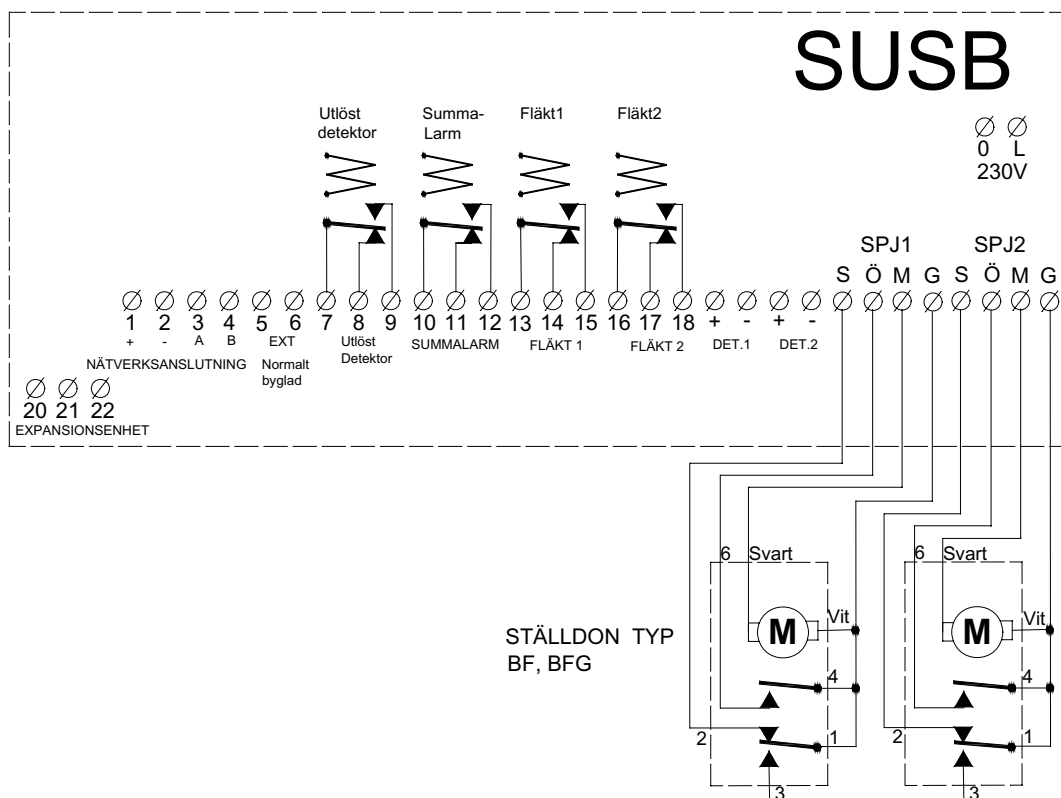 SUSB
Utlöst
detektor
Summa-
Larm
Fläkt1
Fläkt2
0 L
230V
SPJ1 SPJ2
S Ö M G S Ö M G
1 2 3 4 5 6 7 8 9 10 11 12 13 14 15 16 17 18 + - + -
+ - A B EXT
Utlöst
Detektor
SUMMALARM
FLÄKT 1
FLÄKT 2
DET.1
DET.2
NÄTVERKSANSLUTNING
Normalt
byglad
20 21 22
EXPANSIONSENHET
6 Svart
6 Svart
M
Vit
M
Vit
STÄLLDON TYP
BF, BFG
4
4
2
1
2
1
3
3